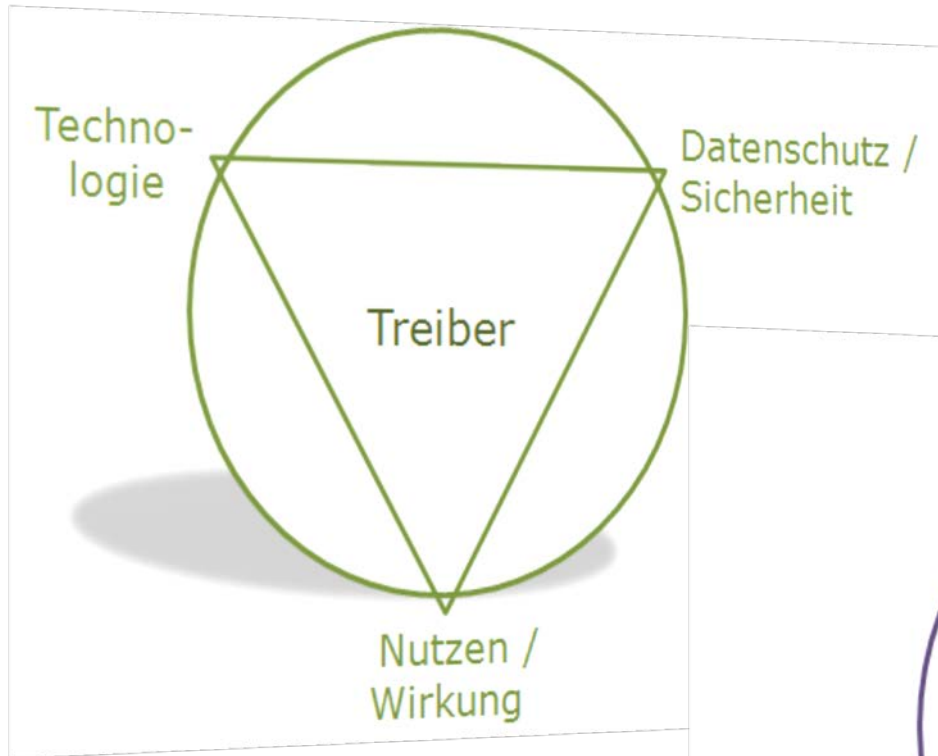 Techno-
logie
Datenschutz /
Sicherheit
Treiber
Nutzen /
Wirkung